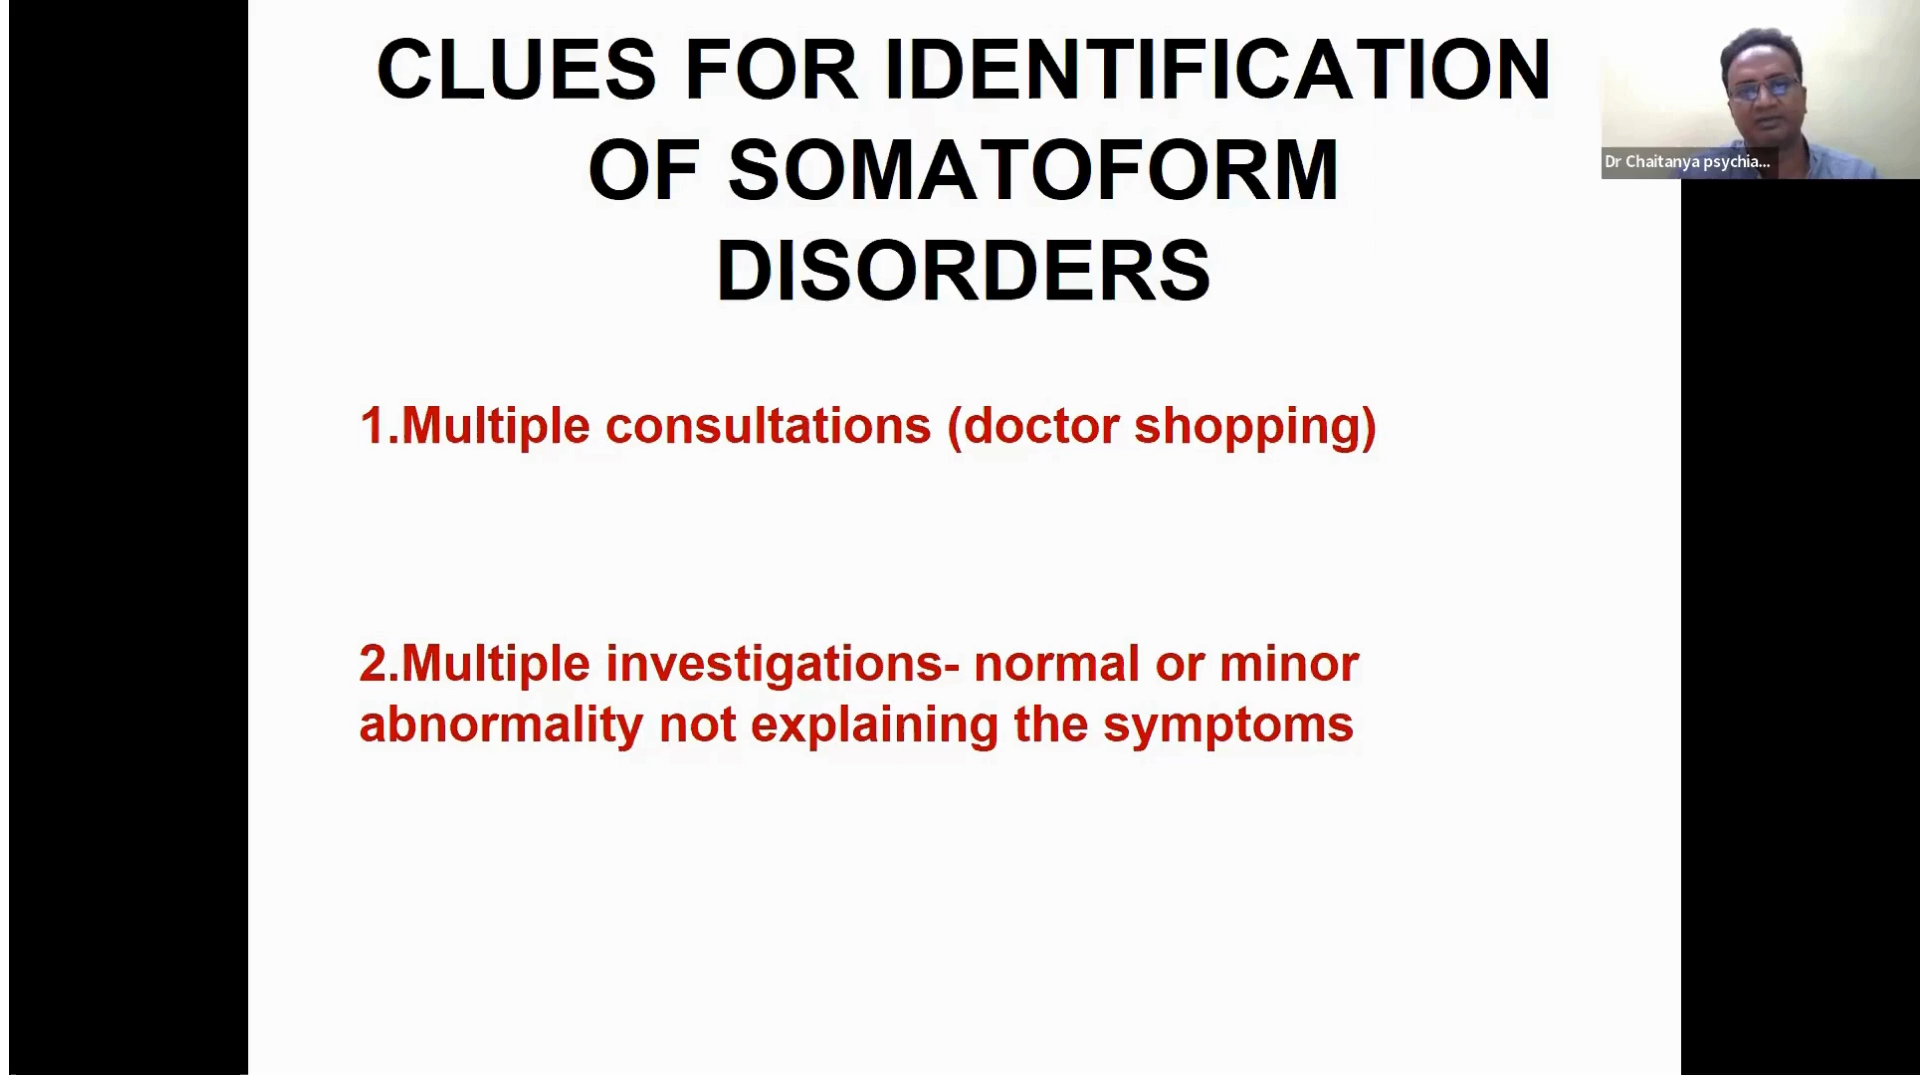 CLUES FOR IDENTIFICATION
OF SOMATOFORM
DISORDERS
Dr Chaitanya psychia...
1.Multiple consultations (doctor shopping)
2.Multiple investigations- normal or minor
abnormality not explaining the symptoms